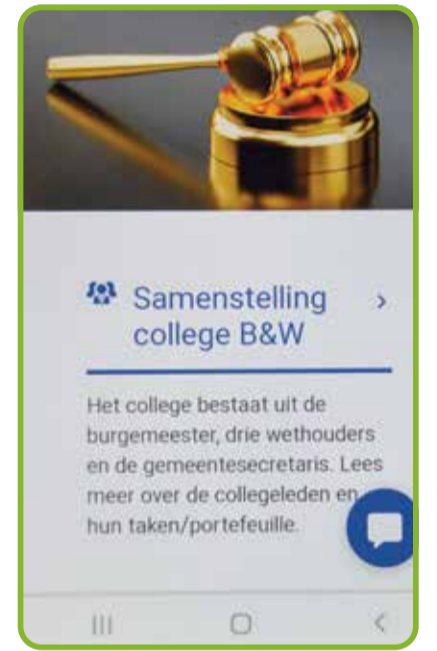 Samenstelling
college B&W
Het college bestaat uit de
burgemeester, drie wethouders
en de gemeentesecretaris. Lees
meer over de collegeleden en
hun taken/portefeuille.